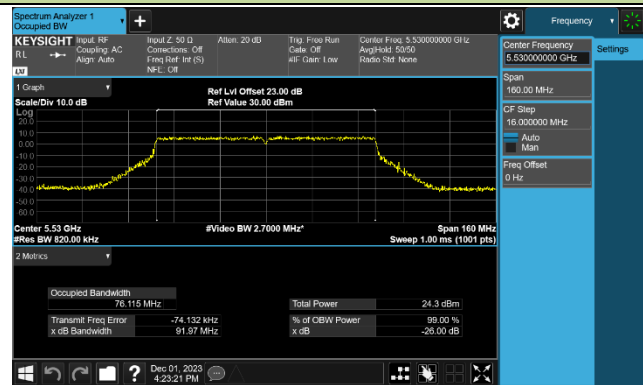 Spectrum Analyzer 1
Occupied BW
Frequency
KEYSIGHT
RL
LXI
Input: RF
Coupling: AC
Align: Auto
Input Z: 50 Ω
Corrections: Off
Freq Ref: Int (S)
NFE: Off
Atten: 20 dB
Trig: Free Run
Gate: Off
#IF Gain: Low
Center Freq: 5.530000000 GHz
Avg|Hold: 50/50
Radio Std: None
Center Frequency
5.530000000 GHz
Settings
Span
160.00 MHz
CF Step
16.000000 MHz
Auto
Man
Freq Offset
0 Hz
1 Graph
Scale/Div 10.0 dB
Ref Lvl Offset 23.00 dB
Ref Value 30.00 dBm
Log
20.0
10.0
0.00
-10.0
-20.0
-30.0
-40.0
-50.0
-60.0
Center 5.53 GHz
#Video BW 2.7000 MHz*
Span 160 MHz
#Res BW 820.00 kHz
Sweep 1.00 ms (1001 pts)
2 Metrics
Occupied Bandwidth
76.115 MHz
Total Power 24.3 dBm
Transmit Freq Error -74.132 kHz
% of OBW Power 99.00 %
x dB Bandwidth 91.97 MHz
x dB -26.00 dB
?
Dec 01, 2023
4:23:21 PM